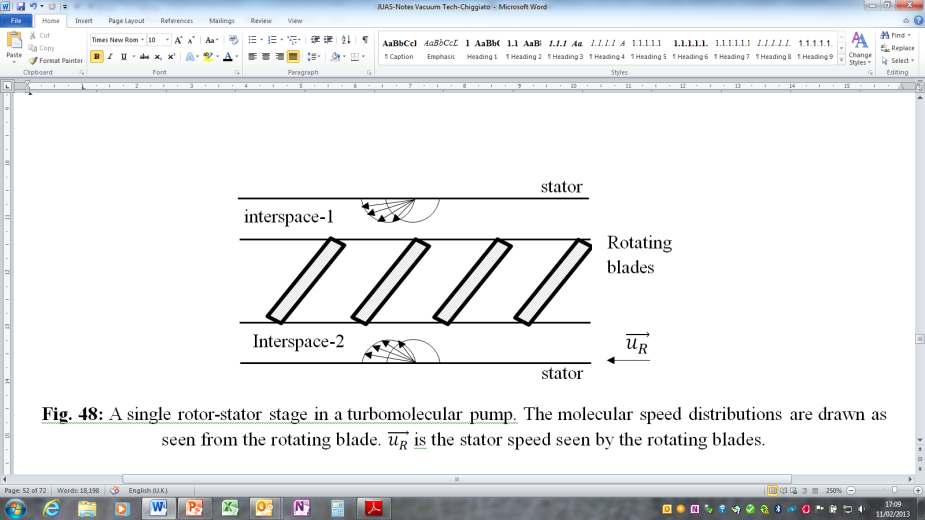 JUAS-Notes Vacuum Tech-Chiggiato - Microsoft Word
File Home Insert Page Layout References Mailings Review View
Paste
Cut
Copy
Format Painter
Clipboard
Times New Rom 10
B I U abc x₂ x² A
Font
Paragraph
AaBbCcI AaBbCcL 1 AaBb( 1.1 AaBl 1.1.1 Aa 1.1.1.1 A 1.1.1.1.1 1.1.1.1.1. 1.1.1.1.1 1.1.1.1.1. 1.1.1.1.
¶ Caption Emphasis Heading 1 ¶ Heading 2 ¶ Heading 3 ¶ Heading 4 ¶ Heading 5 ¶ Heading 6 ¶ Heading 7 ¶ Heading 8 ¶ Heading 9
Styles
Change
Styles
Find
Replace
Select
Editing
stator
interspace-1
Rotating
blades
Interspace-2
u_R
stator
Fig. 48: A single rotor-stator stage in a turbomolecular pump. The molecular speed distributions are drawn as
seen from the rotating blade. u_R is the stator speed seen by the rotating blades.
Page: 52 of 72 Words: 18,198 English (U.K.) 250%
17:09
11/02/2013